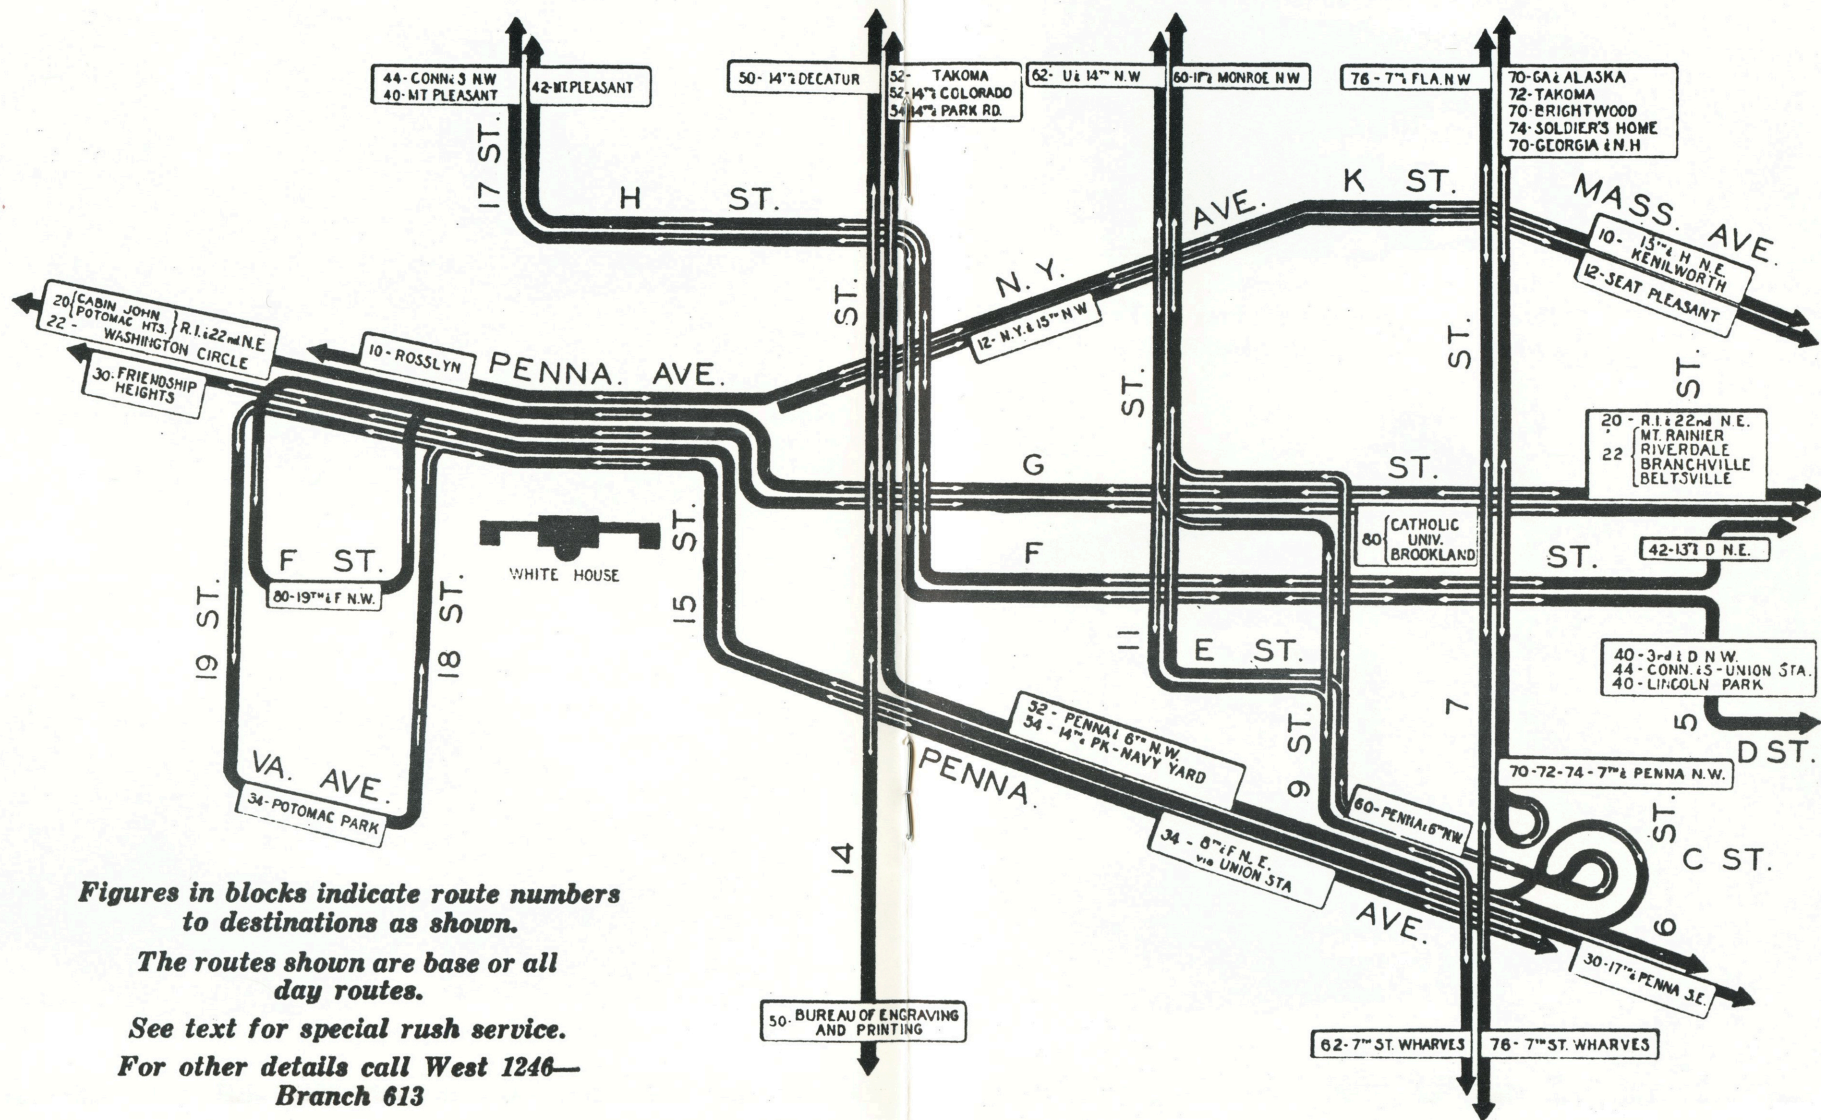 44-CONN & S N.W
40-MT PLEASANT
42-MT. PLEASANT
50-14TH & DECATUR
52- TAKOMA
52-14TH & COLORADO
54-14TH & PARK RD.
62- U & 14TH N.W
60-11TH & MONROE N W
76-7TH & FLA. N W
70-GA & ALASKA
72-TAKOMA
70-BRIGHTWOOD
74-SOLDIER'S HOME
70-GEORGIA & N.H
17 ST.
H ST.
ST.
N.Y. AVE.
K ST.
MASS. AVE.
10- 15TH & H N.E.
KENILWORTH
12-SEAT PLEASANT
12-N.Y. & 15TH N W
20 { CABIN JOHN
POTOMAC HTS. } R.I. & 22nd N.E
22 - WASHINGTON CIRCLE
30- FRIENDSHIP
HEIGHTS
10-ROSSLYN
PENNA. AVE.
ST.
ST.
ST.
20 - R.I. & 22nd N.E.
22 { MT. RAINIER
RIVERDALE
BRANCHVILLE
BELTSVILLE
G ST.
80 { CATHOLIC
UNIV.
BROOKLAND
F ST.
42-13TH & D N.E.
WHITE HOUSE
F ST.
80-19TH & F N.W.
19 ST.
18 ST.
15 ST.
11
E ST.
40-3rd & D N W.
44-CONN. & S-UNION STA.
40-LINCOLN PARK
7
5
D ST.
52- PENNA & 6TH N.W.
54-14TH & PK-NAVY YARD
PENNA.
9 ST.
70-72-74-7TH & PENNA N.W.
60-PENNA & 6TH N.W.
ST.
C ST.
VA. AVE.
34-POTOMAC PARK
34 - 8TH & F N.E.
via UNION STA
14
AVE.
6
30-17TH & PENNA S.E.
50- BUREAU OF ENGRAVING
AND PRINTING
62-7TH ST. WHARVES
76-7TH ST. WHARVES
Figures in blocks indicate route numbers
to destinations as shown.
The routes shown are base or all
day routes.
See text for special rush service.
For other details call West 1246—
Branch 613